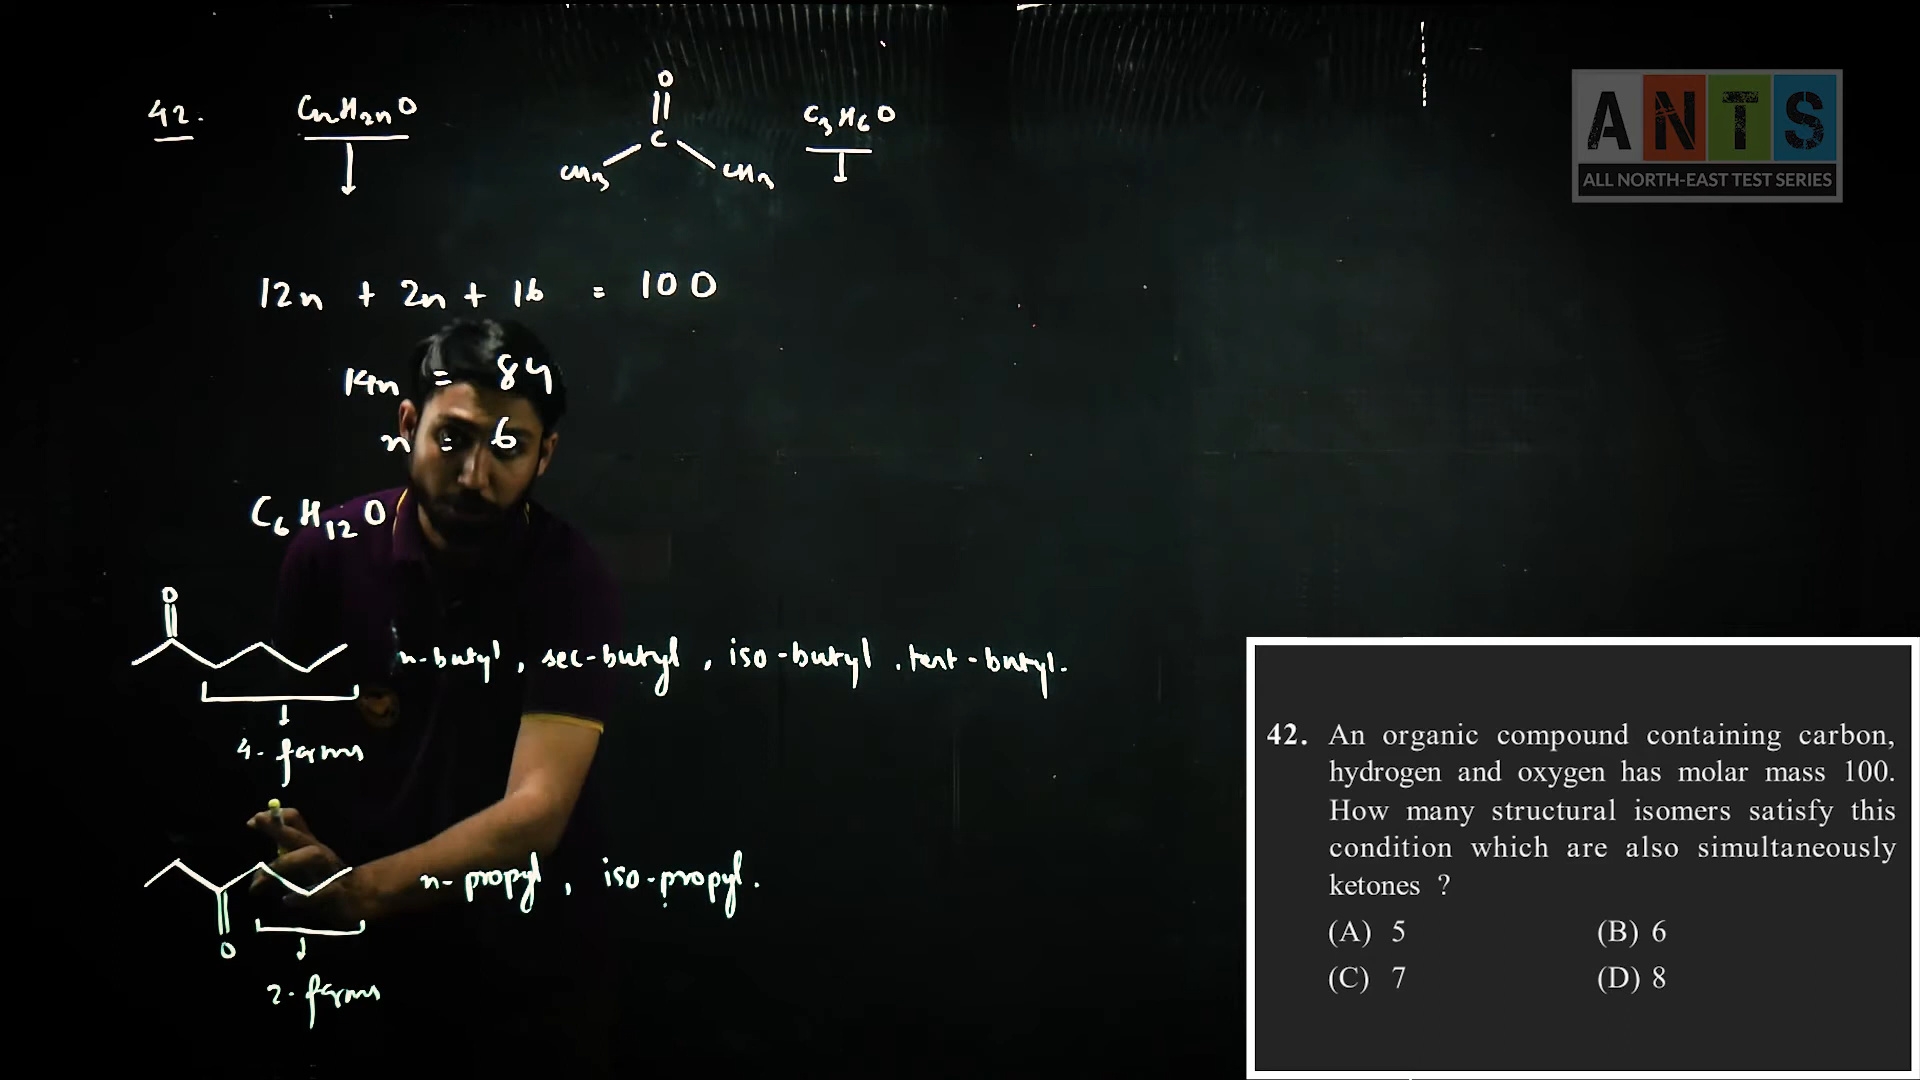 42. CnH2nO
O
||
C
CH3 CH3
C3H6O
12n + 2n + 16 = 100
14n = 84
n = 6
C6H12O
O
n-butyl, sec-butyl, iso-butyl, tert-butyl.
4-forms
n-propyl, iso-propyl.
O
2-forms
ANTS
ALL NORTH-EAST TEST SERIES
42. An organic compound containing carbon,
hydrogen and oxygen has molar mass 100.
How many structural isomers satisfy this
condition which are also simultaneously
ketones ?
(A) 5 (B) 6
(C) 7 (D) 8